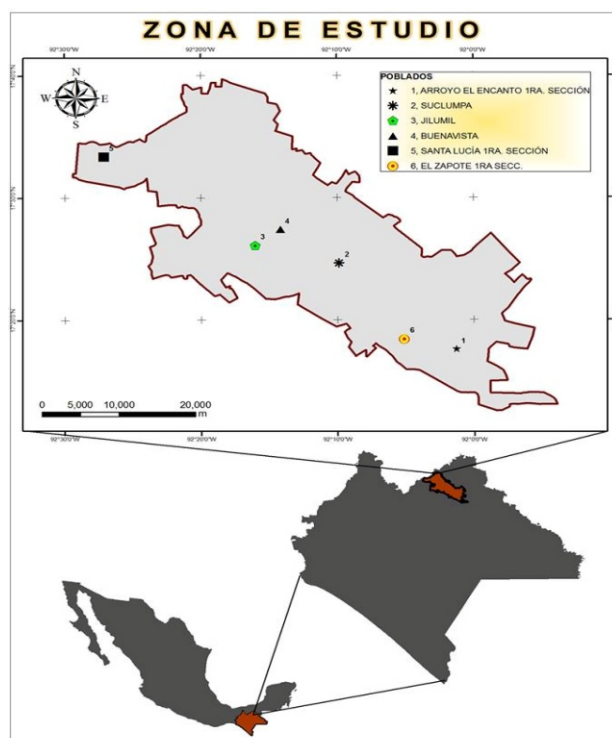 ZONA DE ESTUDIO
92°30'0"W
92°20'0"W
92°10'0"W
92°0'0"W
N
W
E
S
POBLADOS
1, ARROYO EL ENCANTO 1RA. SECCIÓN
2, SUCLUMPA
3, JILUMIL
4, BUENAVISTA
5, SANTA LUCÍA 1RA. SECCIÓN
6, EL ZAPOTE 1RA SECC.
5
4
3
2
6
1
0
5,000
10,000
20,000
m
92°30'0"W
92°20'0"W
92°10'0"W
92°0'0"W